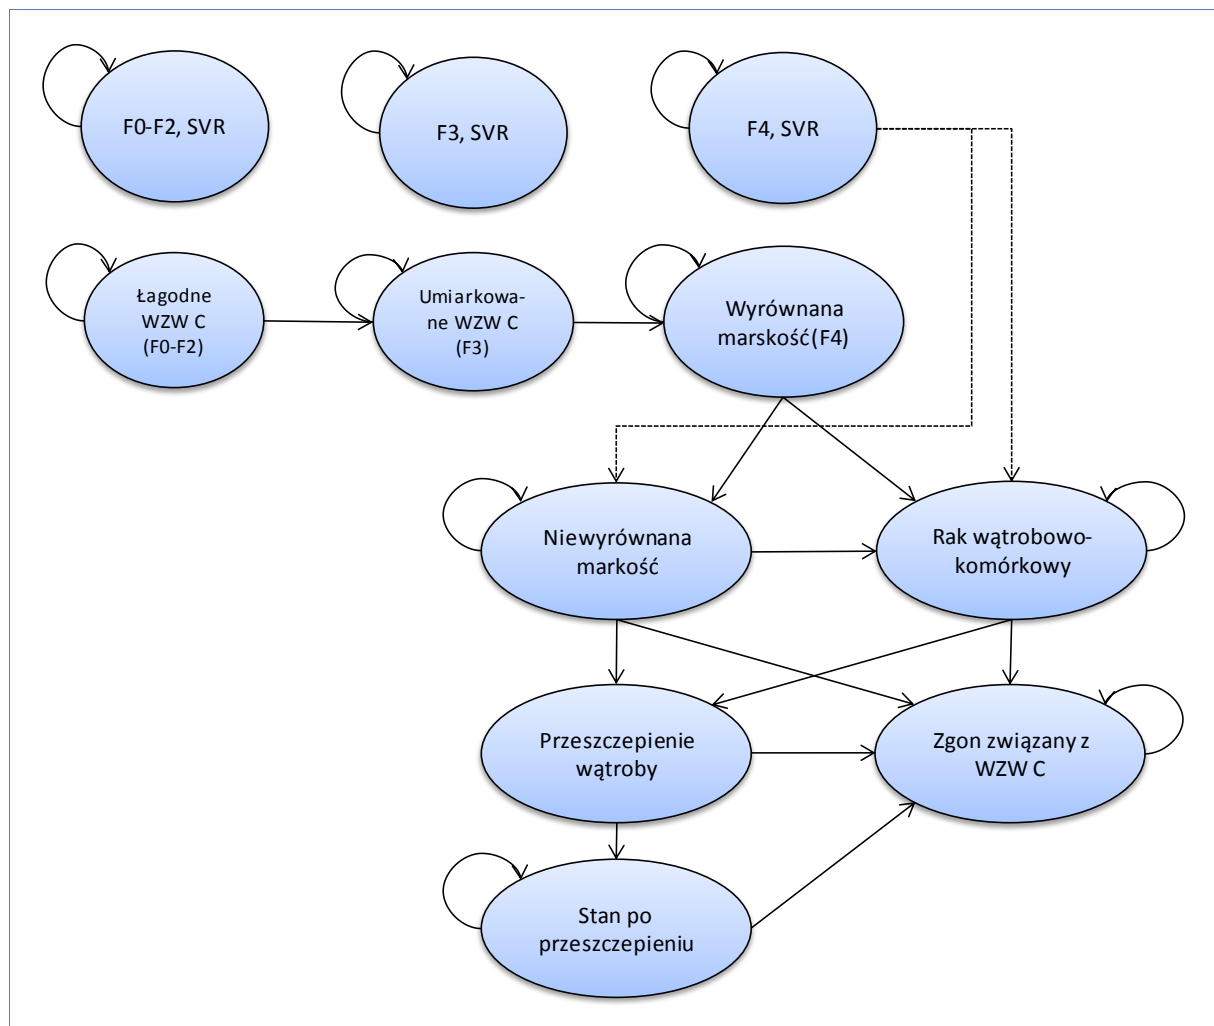 F0-F2, SVR
F3, SVR
F4, SVR
Łagodne
WZW C
(F0-F2)
Umiarkowa-
ne WZW C
(F3)
Wyrównana
marskość(F4)
Niewyrównana
markość
Rak wątrobowo-
komórkowy
Przeszczepienie
wątroby
Zgon związany z
WZW C
Stan po
przeszczepieniu